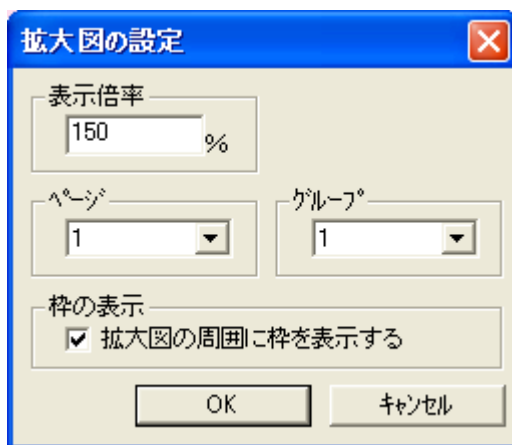 拡大図の設定
表示倍率
150
%
ﾍﾟｰｼﾞ
ｸﾞﾙｰﾌﾟ
1
1
枠の表示
拡大図の周囲に枠を表示する
OK
ｷｬﾝｾﾙ